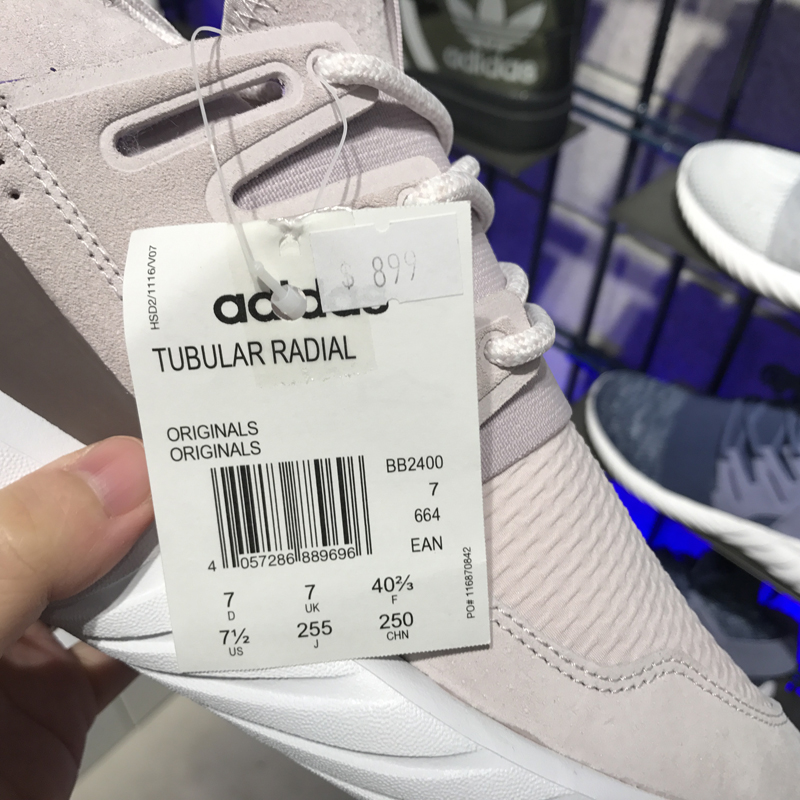 adidas
$ 899
adidas
HSD2/1116/V07
TUBULAR RADIAL
ORIGINALS
ORIGINALS
BB2400
7
664
EAN
4 057286 889696
7 7 40⅔
D UK F
7½ 255 250
US J CHN
PO# 116870842